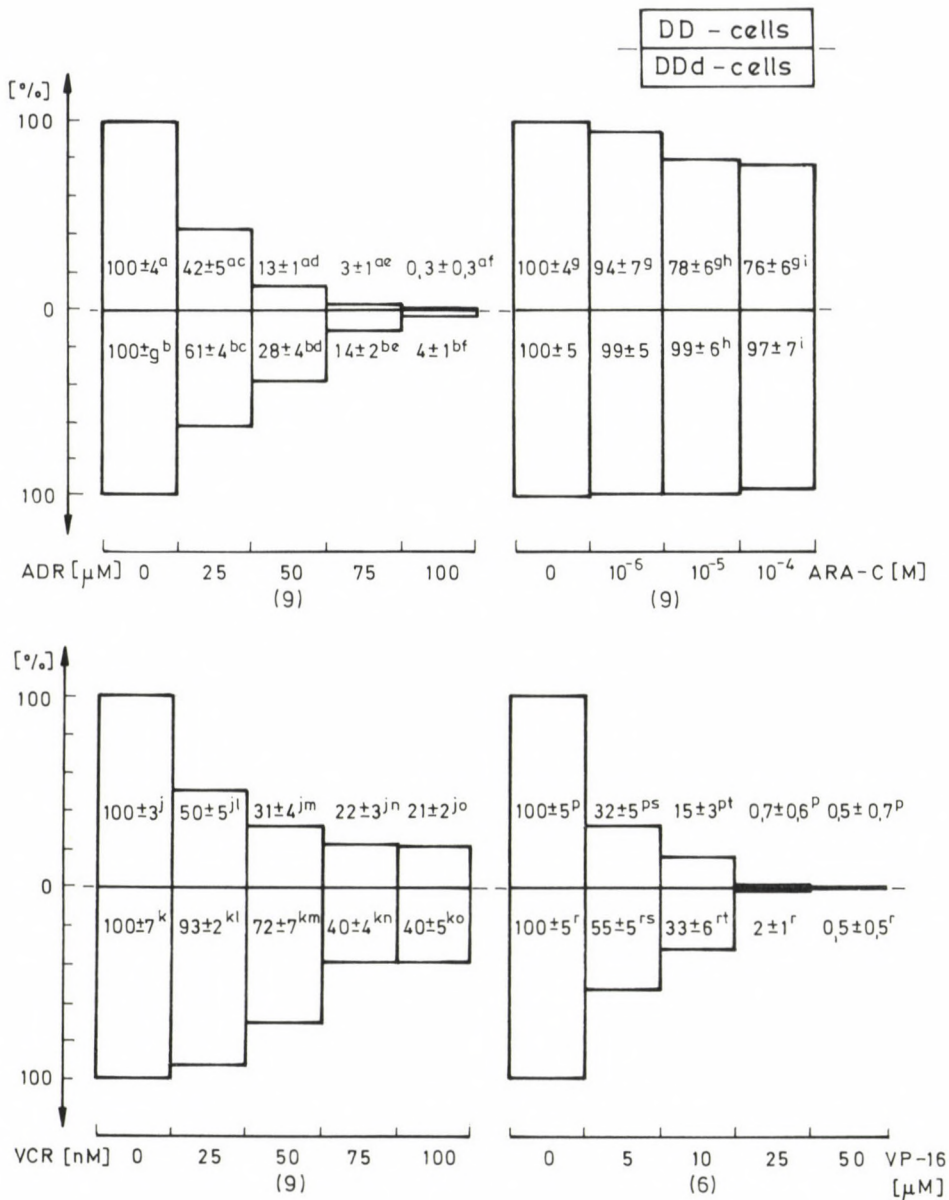 DD - cells
DDd - cells
[%]
100
0
100
100±4ᵃ 42±5ᵃᶜ 13±1ᵃᵈ 3±1ᵃᵉ 0,3±0,3ᵃᶠ
100±gᵇ 61±4ᵇᶜ 28±4ᵇᵈ 14±2ᵇᵉ 4±1ᵇᶠ
ADR [μM] 0 25 50 75 100
(9)
100±4ᵍ 94±7ᵍ 78±6ᵍʰ 76±6ᵍⁱ
100±5 99±5 99±6ʰ 97±7ⁱ
0 10⁻⁶ 10⁻⁵ 10⁻⁴ ARA-C [M]
(9)
[%]
100
0
100
100±3ʲ 50±5ʲˡ 31±4ʲᵐ 22±3ʲⁿ 21±2ʲᵒ
100±7ᵏ 93±2ᵏˡ 72±7ᵏᵐ 40±4ᵏⁿ 40±5ᵏᵒ
VCR [nM] 0 25 50 75 100
(9)
100±5ᵖ 32±5ᵖˢ 15±3ᵖᵗ 0,7±0,6ᵖ 0,5±0,7ᵖ
100±5ʳ 55±5ʳˢ 33±6ʳᵗ 2±1ʳ 0,5±0,5ʳ
0 5 10 25 50 VP-16
(6) [μM]